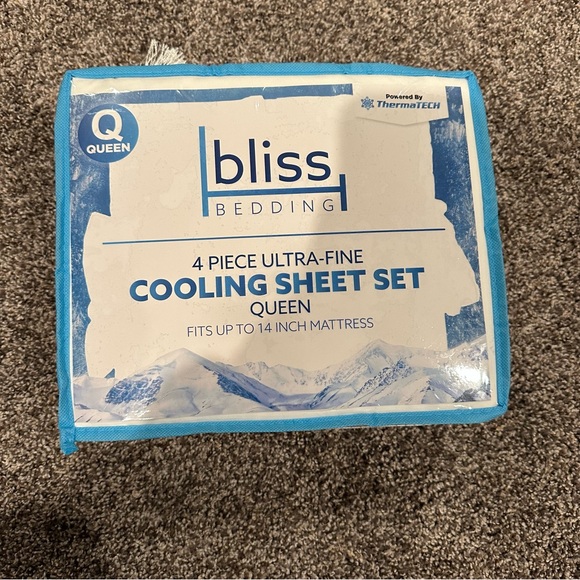 Q
QUEEN
Powered By
ThermaTECH
bliss
BEDDING
4 PIECE ULTRA-FINE
COOLING SHEET SET
QUEEN
FITS UP TO 14 INCH MATTRESS